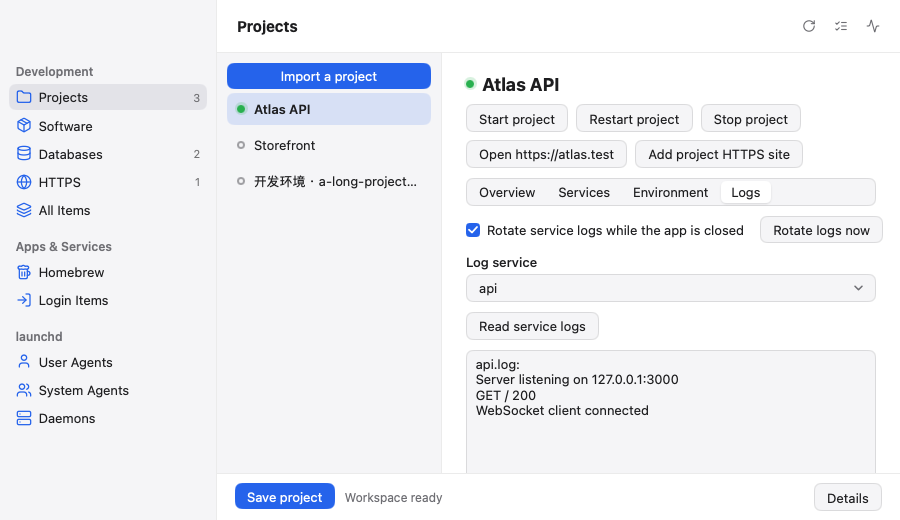 Projects
Development
Projects 3
Software
Databases 2
HTTPS 1
All Items
Apps & Services
Homebrew
Login Items
launchd
User Agents
System Agents
Daemons
Import a project
Atlas API
Storefront
开发环境 · a-long-project...
Atlas API
Start project Restart project Stop project
Open https://atlas.test Add project HTTPS site
Overview Services Environment Logs
Rotate service logs while the app is closed Rotate logs now
Log service
api
Read service logs
api.log:
Server listening on 127.0.0.1:3000
GET / 200
WebSocket client connected
Save project Workspace ready Details